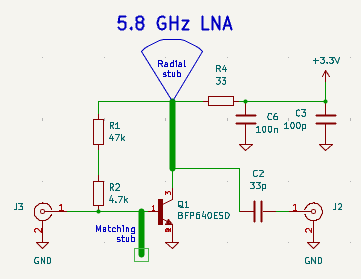 5.8 GHz LNA
Radial
stub
R4
33
+3.3V
C6
100n
C3
100p
R1
47k
R2
4.7k
C2
33p
J3
1
2
GND
Matching
stub
1
3
2
Q1
BFP640ESD
1
J2
2
GND